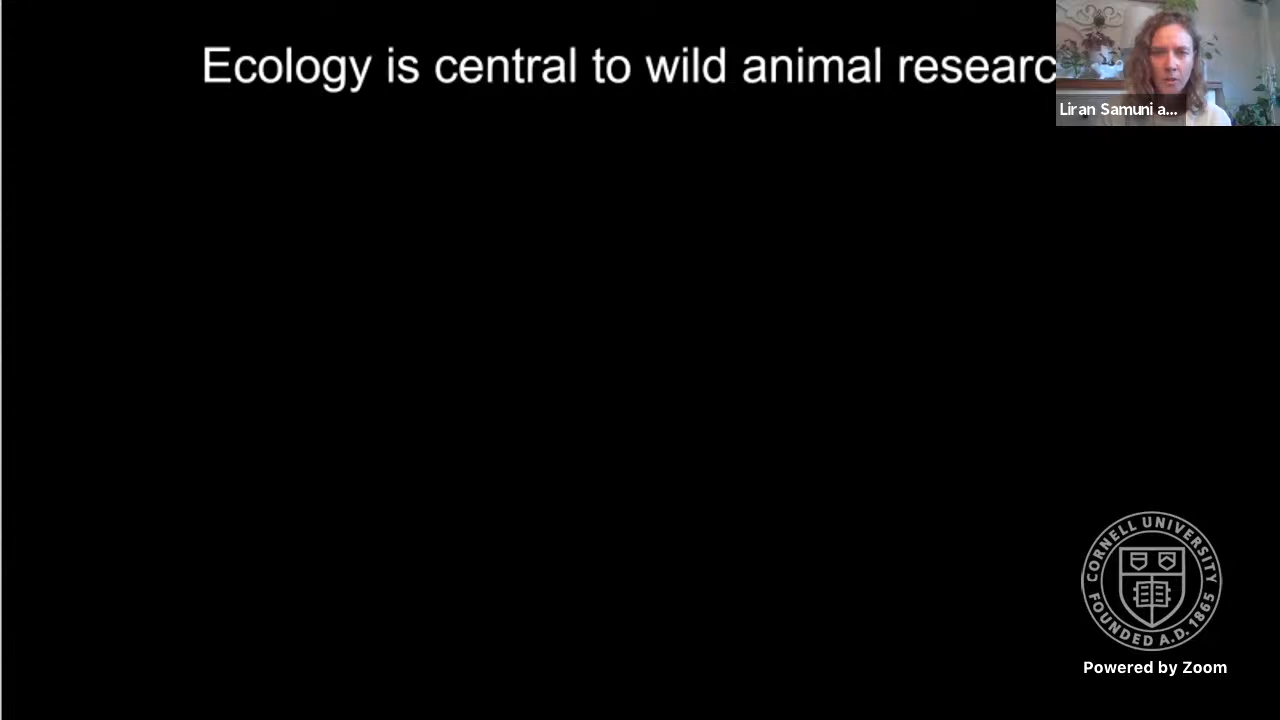 Ecology is central to wild animal researc
Liran Samuni a...
CORNELL UNIVERSITY
FOUNDED A.D. 1865
Powered by Zoom